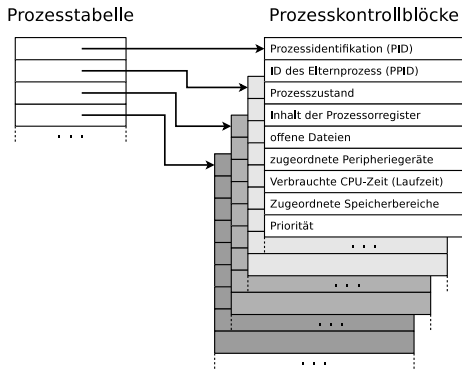 Prozesstabelle
Prozesskontrollblöcke
Prozessidentifikation (PID)
ID des Elternprozess (PPID)
Prozesszustand
Inhalt der Prozessorregister
offene Dateien
zugeordnete Peripheriegeräte
Verbrauchte CPU-Zeit (Laufzeit)
Zugeordnete Speicherbereiche
Priorität
. . .
. . .
. . .
. . .
. . .